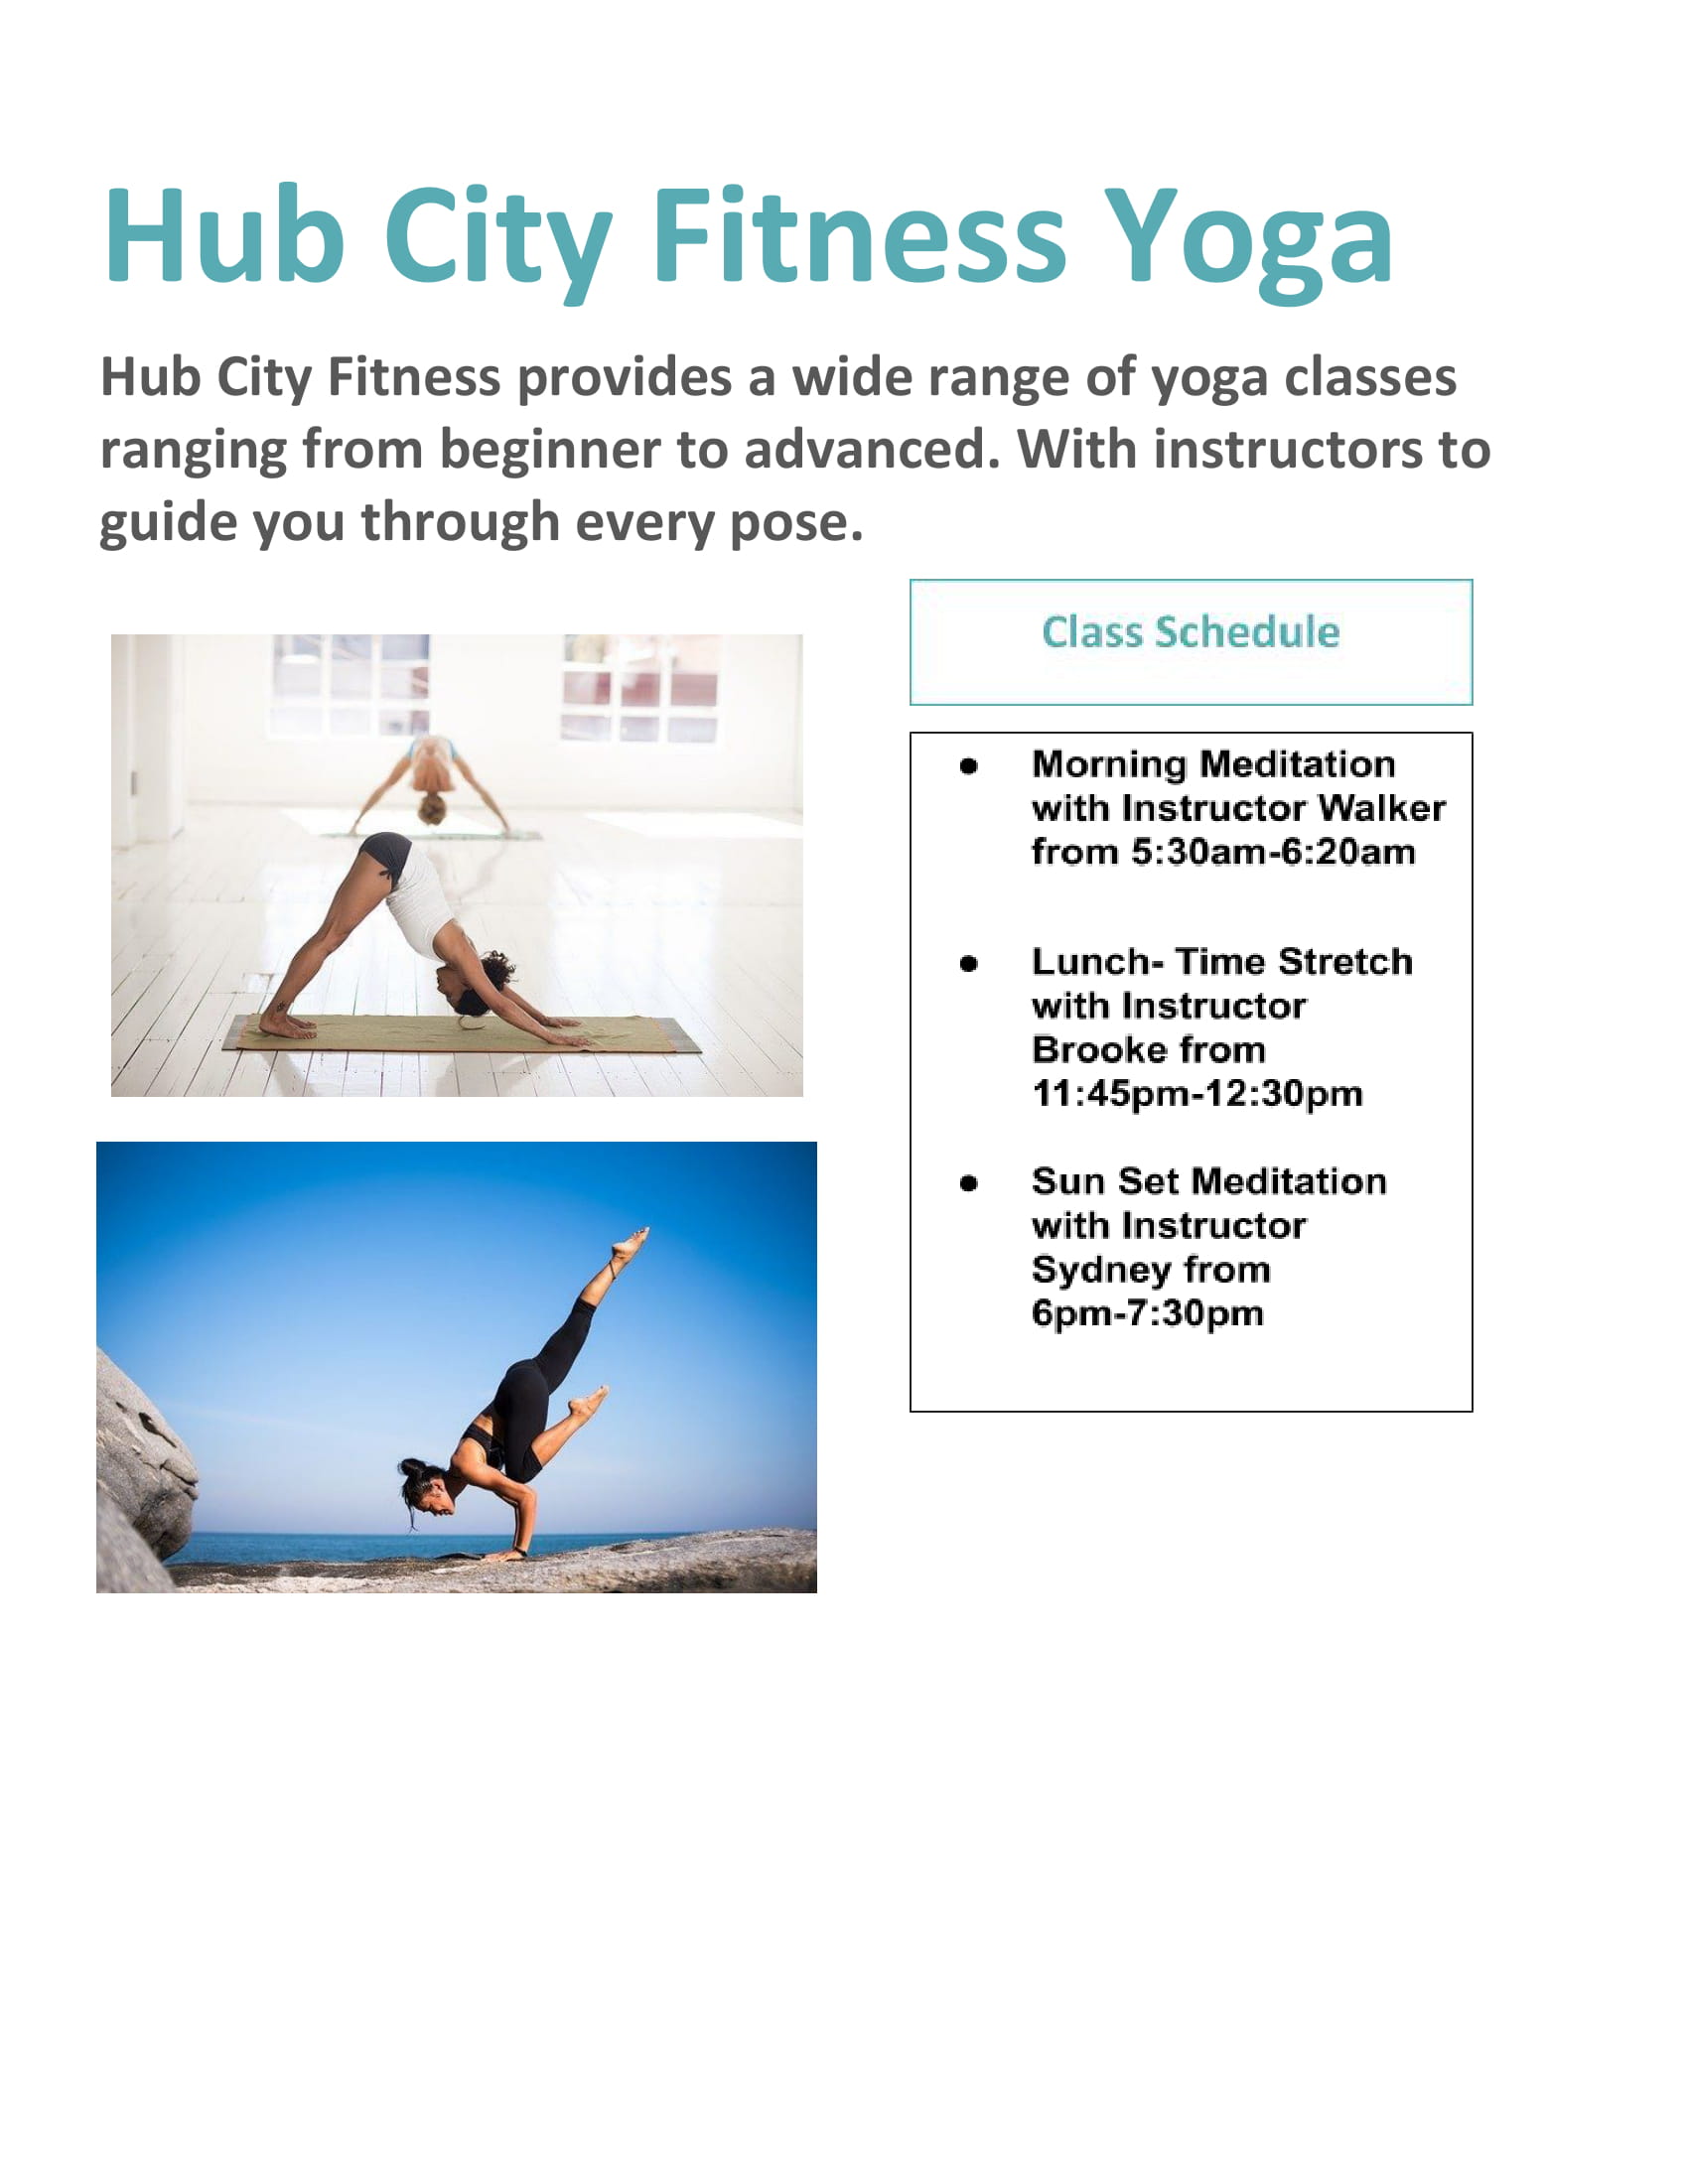 Hub City Fitness Yoga
Hub City Fitness provides a wide range of yoga classes
ranging from beginner to advanced. With instructors to
guide you through every pose.
Class Schedule
● Morning Meditation
with Instructor Walker
from 5:30am-6:20am
● Lunch- Time Stretch
with Instructor
Brooke from
11:45pm-12:30pm
● Sun Set Meditation
with Instructor
Sydney from
6pm-7:30pm